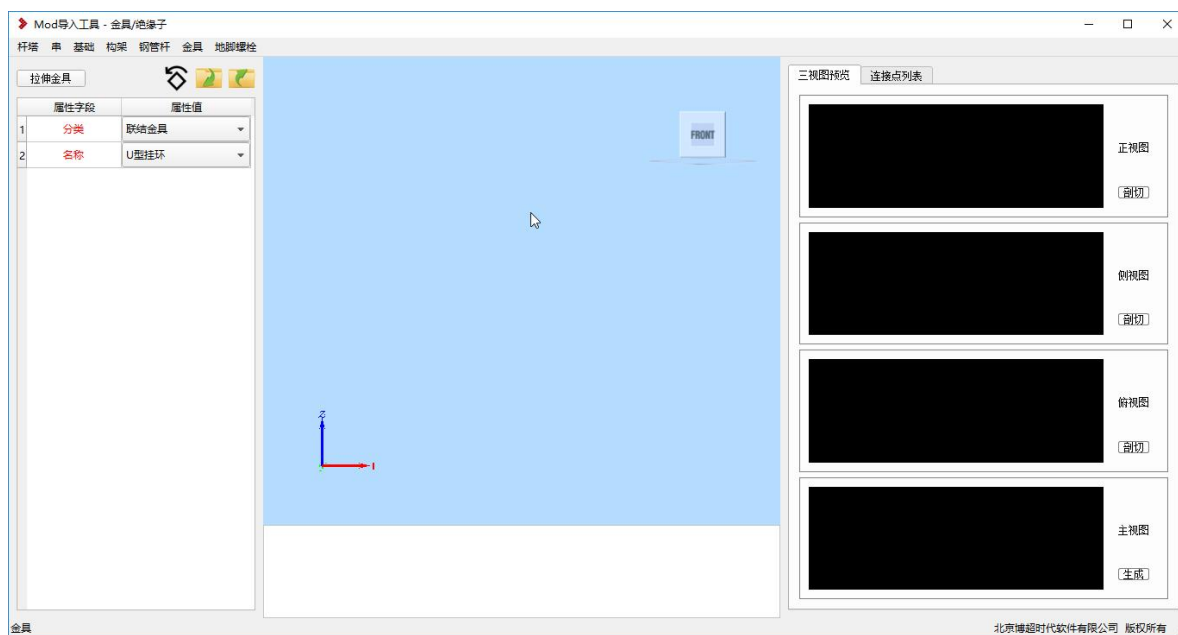 Mod导入工具 - 金具/绝缘子
杆塔 串 基础 构架 钢管杆 金具 地脚螺栓
拉伸金具
属性字段 属性值
1 分类 联结金具
2 名称 U型挂环
FRONT
Z
三视图预览 连接点列表
正视图
剖切
侧视图
剖切
俯视图
剖切
主视图
生成
金具
北京博超时代软件有限公司 版权所有